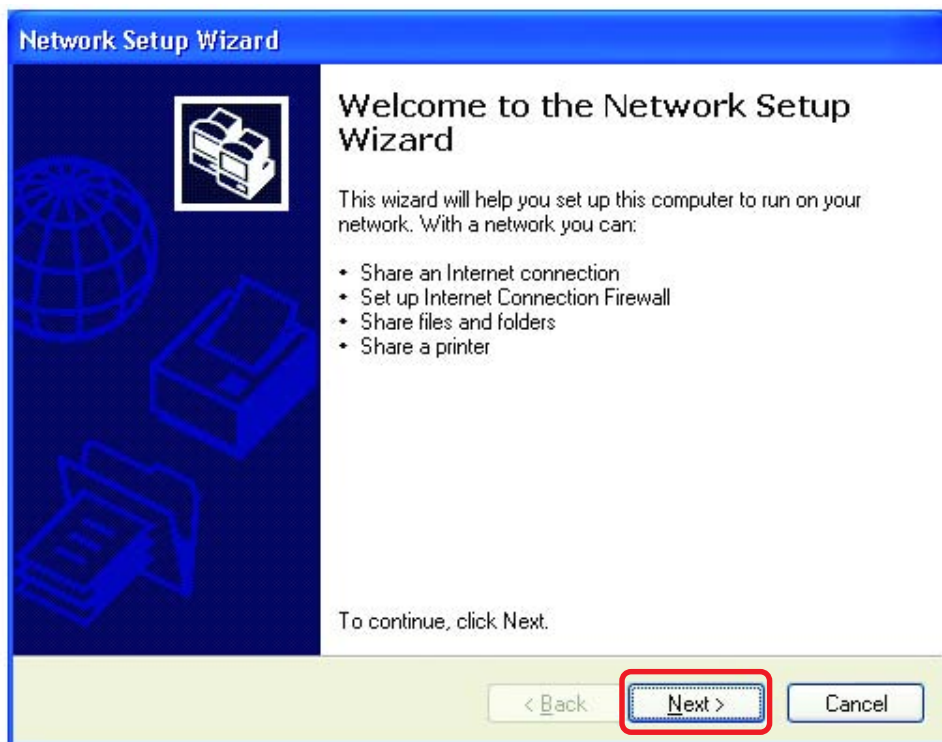 Network Setup Wizard
Welcome to the Network Setup
Wizard
This wizard will help you set up this computer to run on your
network. With a network you can:
• Share an Internet connection
• Set up Internet Connection Firewall
• Share files and folders
• Share a printer
To continue, click Next.
< Back
Next >
Cancel